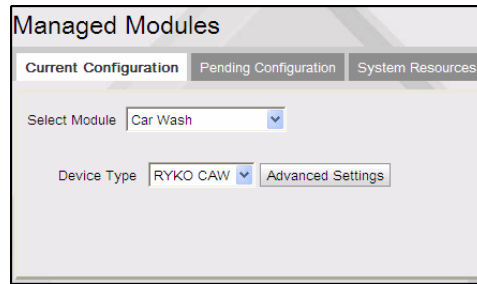 Managed Modules
Current Configuration Pending Configuration System Resources
Select Module Car Wash
Device Type RYKO CAW Advanced Settings